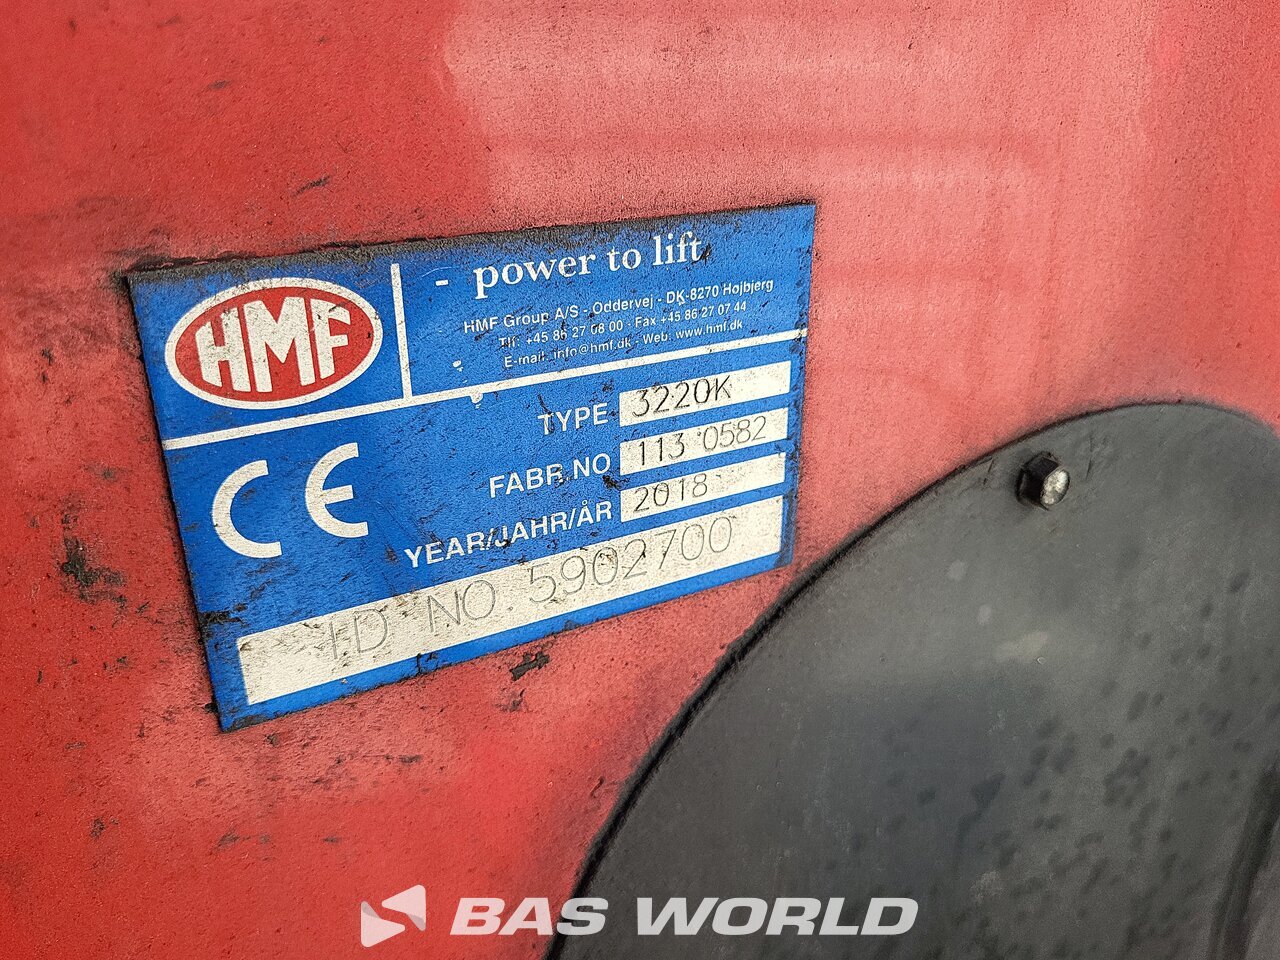 HMF
- power to lift
HMF Group A/S - Oddervej - DK-8270 Højbjerg
Tlf: +45 86 27 08 00 · Fax +45 86 27 07 44
E-mail: info@hmf.dk - Web: www.hmf.dk
CE
TYPE 3220K
FABR.NO 113 0582
YEAR/JAHR/ÅR 2018
ID NO. 5902700
BAS WORLD